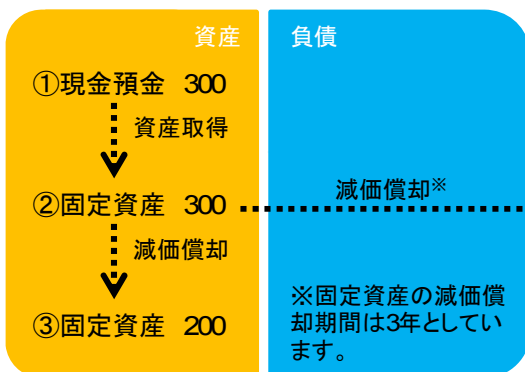 資産
負債
①現金預金 300
資産取得
②固定資産 300
減価償却※
減価償却
③固定資産 200
※固定資産の減価償
却期間は3年としてい
ます。